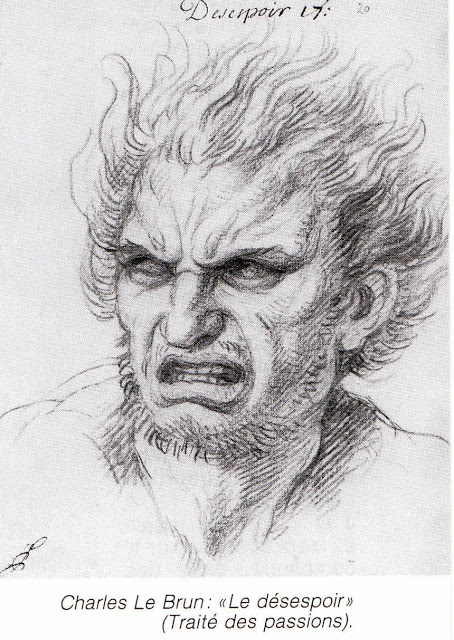 Desespoir 17: 20
Charles Le Brun: «Le désespoir»
(Traité des passions).